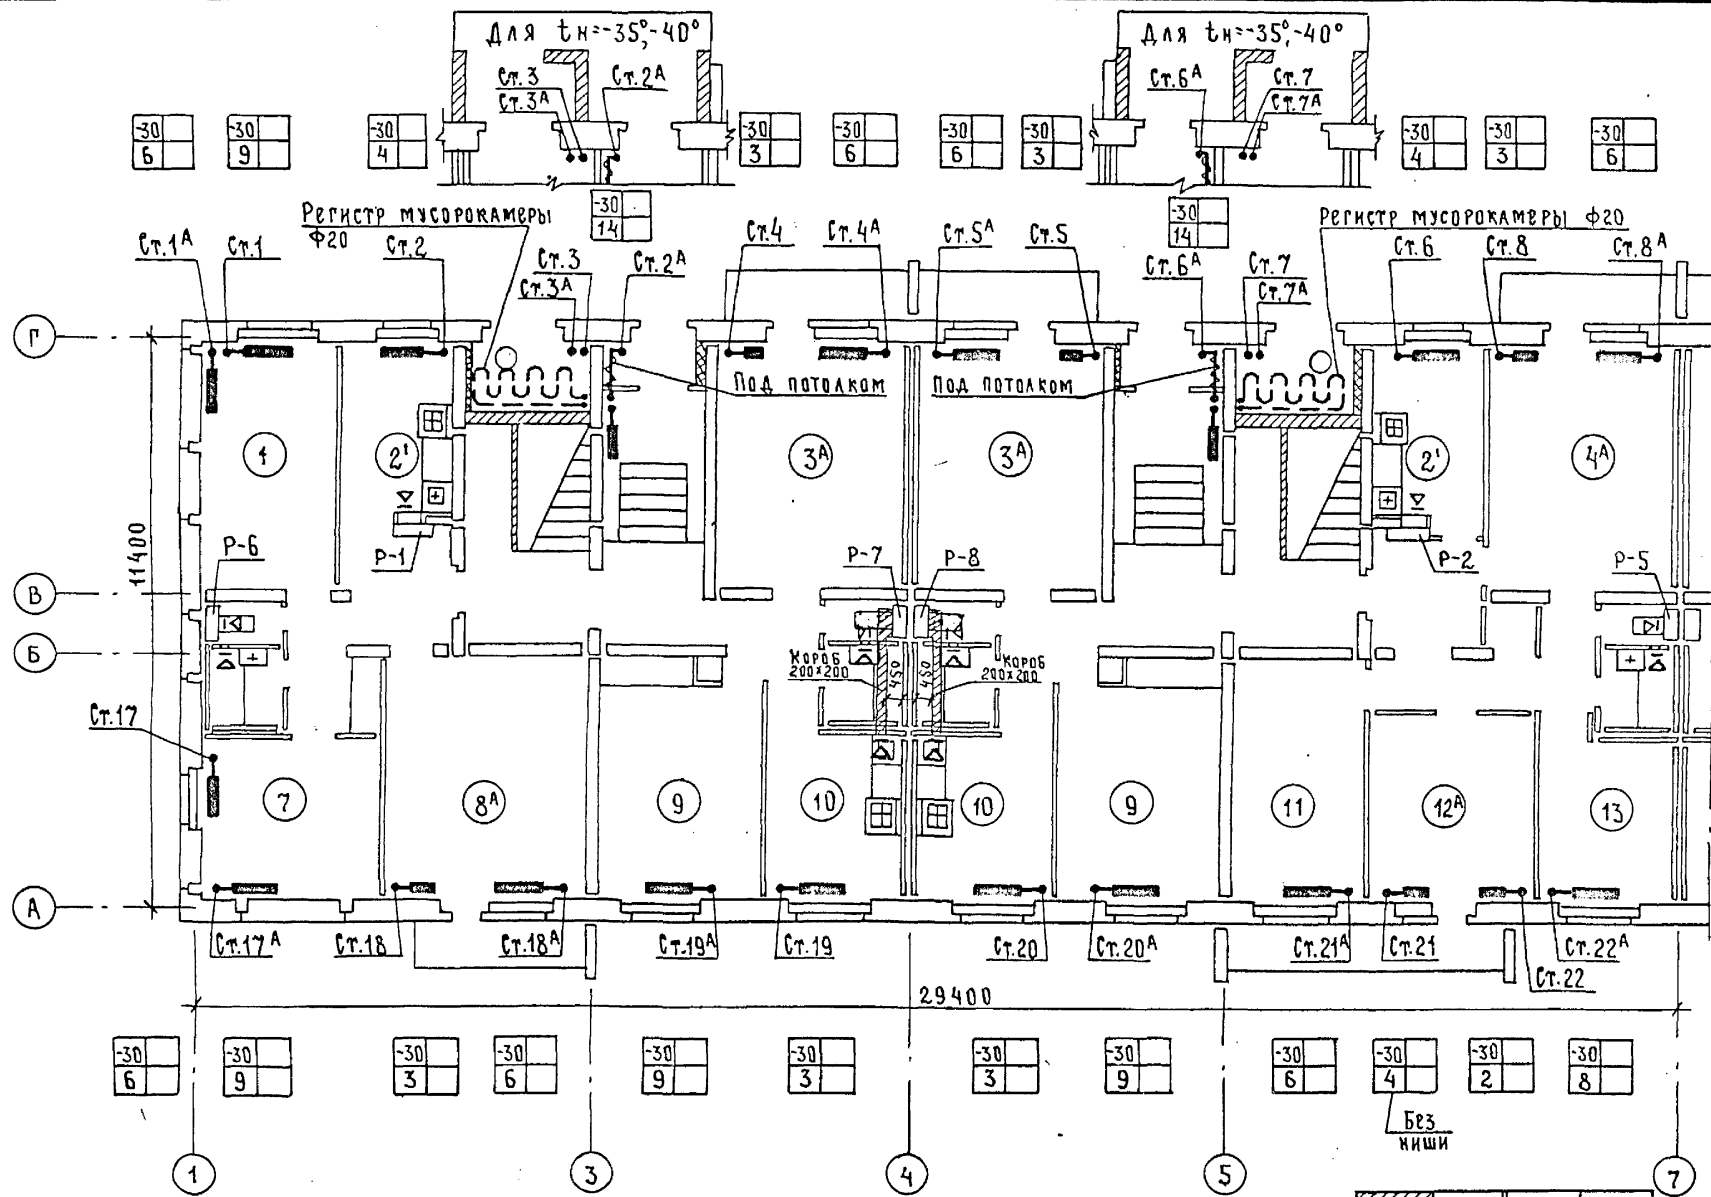 Для tн=-35°,-40°
Для tн=-35°,-40°
Ст.3
Ст.3А
Ст.2А
Ст.6А
Ст.7
Ст.7А
-30
6
-30
9
-30
4
-30
3
-30
6
-30
6
-30
3
-30
4
-30
3
-30
6
-30
14
-30
14
Регистр мусорокамеры
Ф20
Регистр мусорокамеры Ф20
Ст.1А
Ст.1
Ст.2
Ст.3
Ст.3А
Ст.2А
Ст.4
Ст.4А
Ст.5А
Ст.5
Ст.6А
Ст.7
Ст.7А
Ст.6
Ст.8
Ст.8А
Г
Под потолком
Под потолком
1
2'
3А
3А
2'
4А
11400
Р-6
Р-1
Р-7
Р-8
Р-2
Р-5
В
Б
Короб
200×200
450
450
Короб
200×200
Ст.17
7
8А
9
10
10
9
11
12А
13
А
Ст.17А
Ст.18
Ст.18А
Ст.19А
Ст.19
Ст.20
Ст.20А
Ст.21А
Ст.21
Ст.22А
Ст.22
29400
-30
6
-30
9
-30
3
-30
6
-30
9
-30
3
-30
3
-30
9
-30
6
-30
4
-30
2
-30
8
Без
ниши
1
3
4
5
7